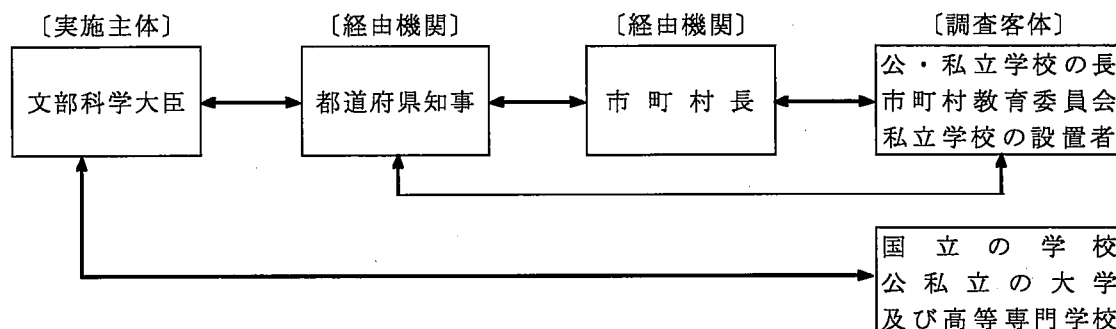 〔実施主体〕
〔経由機関〕
〔経由機関〕
〔調査客体〕
文部科学大臣
都道府県知事
市町村長
公・私立学校の長
市町村教育委員会
私立学校の設置者
国立の学校
公私立の大学
及び高等専門学校